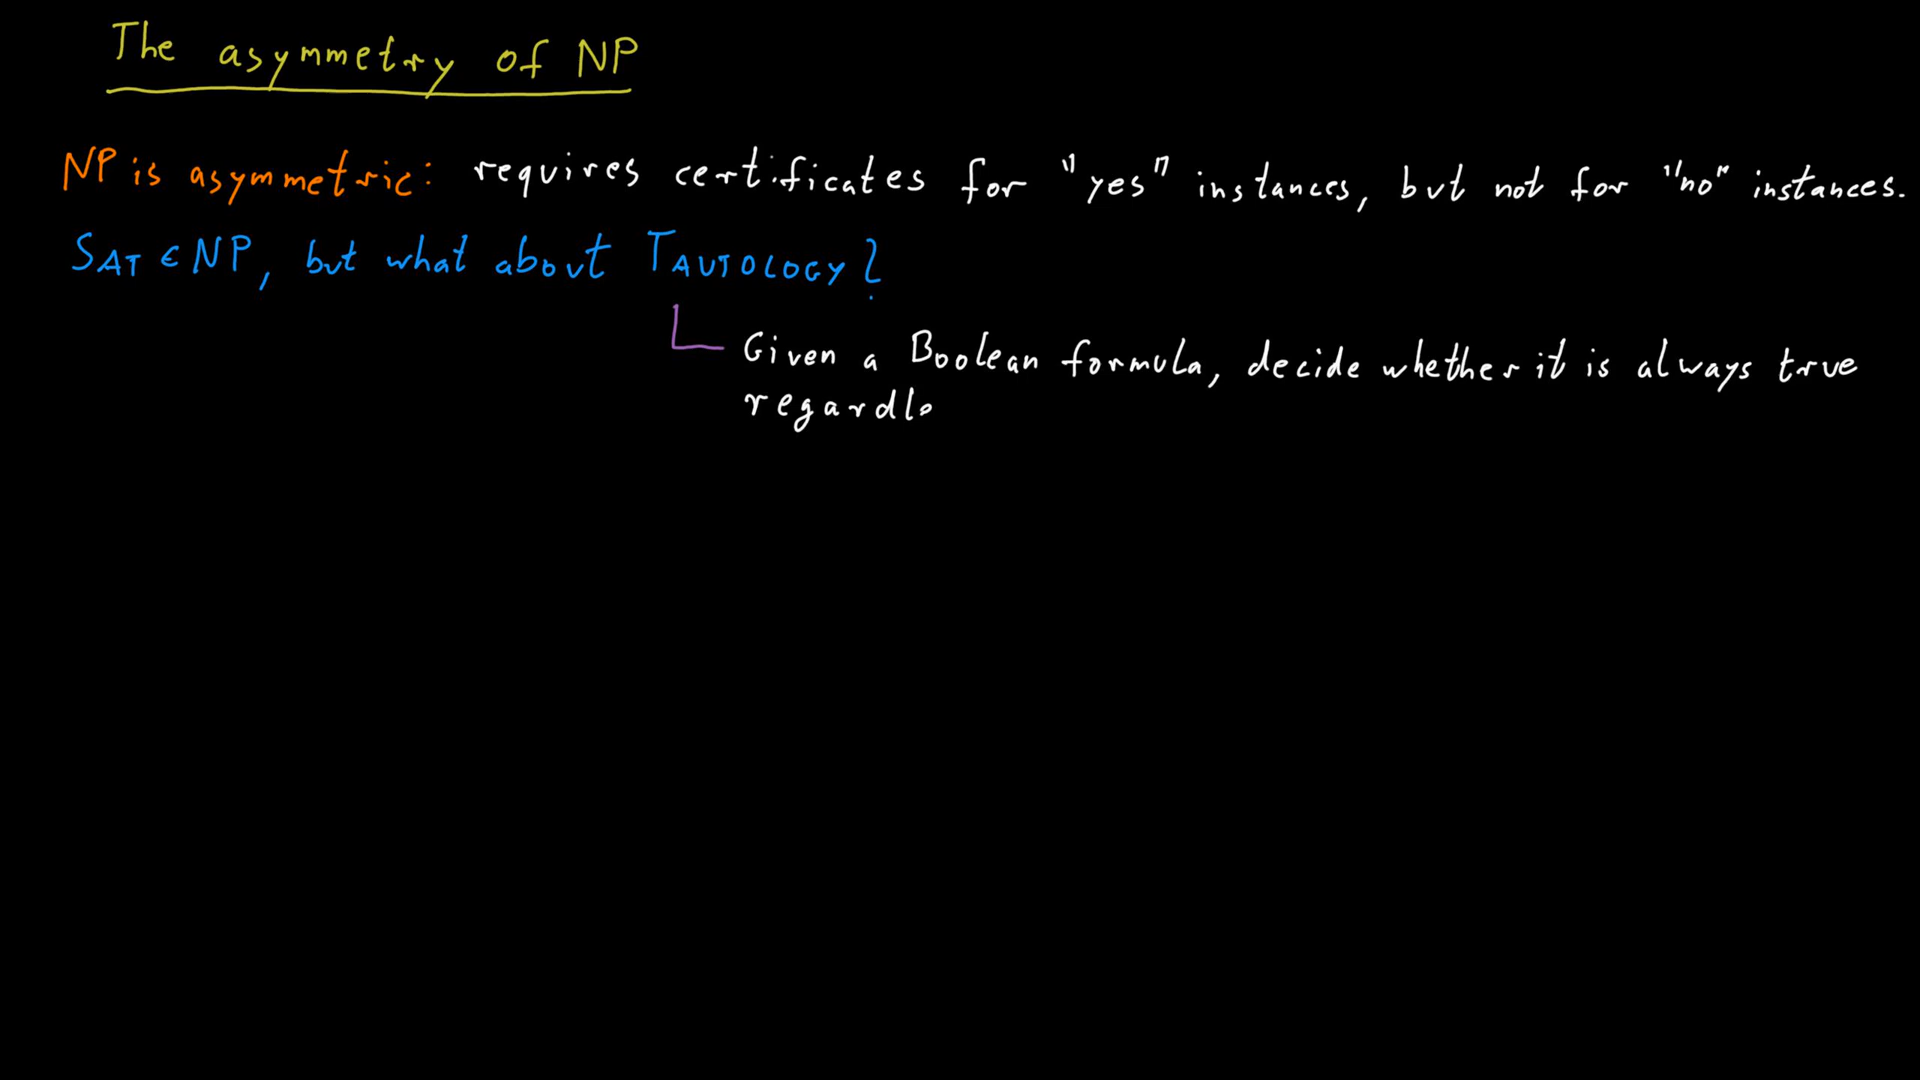 The asymmetry of NP
NP is asymmetric: requires certificates for "yes" instances, but not for "no" instances.
SAT ∈ NP, but what about TAUTOLOGY?
Given a Boolean formula, decide whether it is always true
regardle